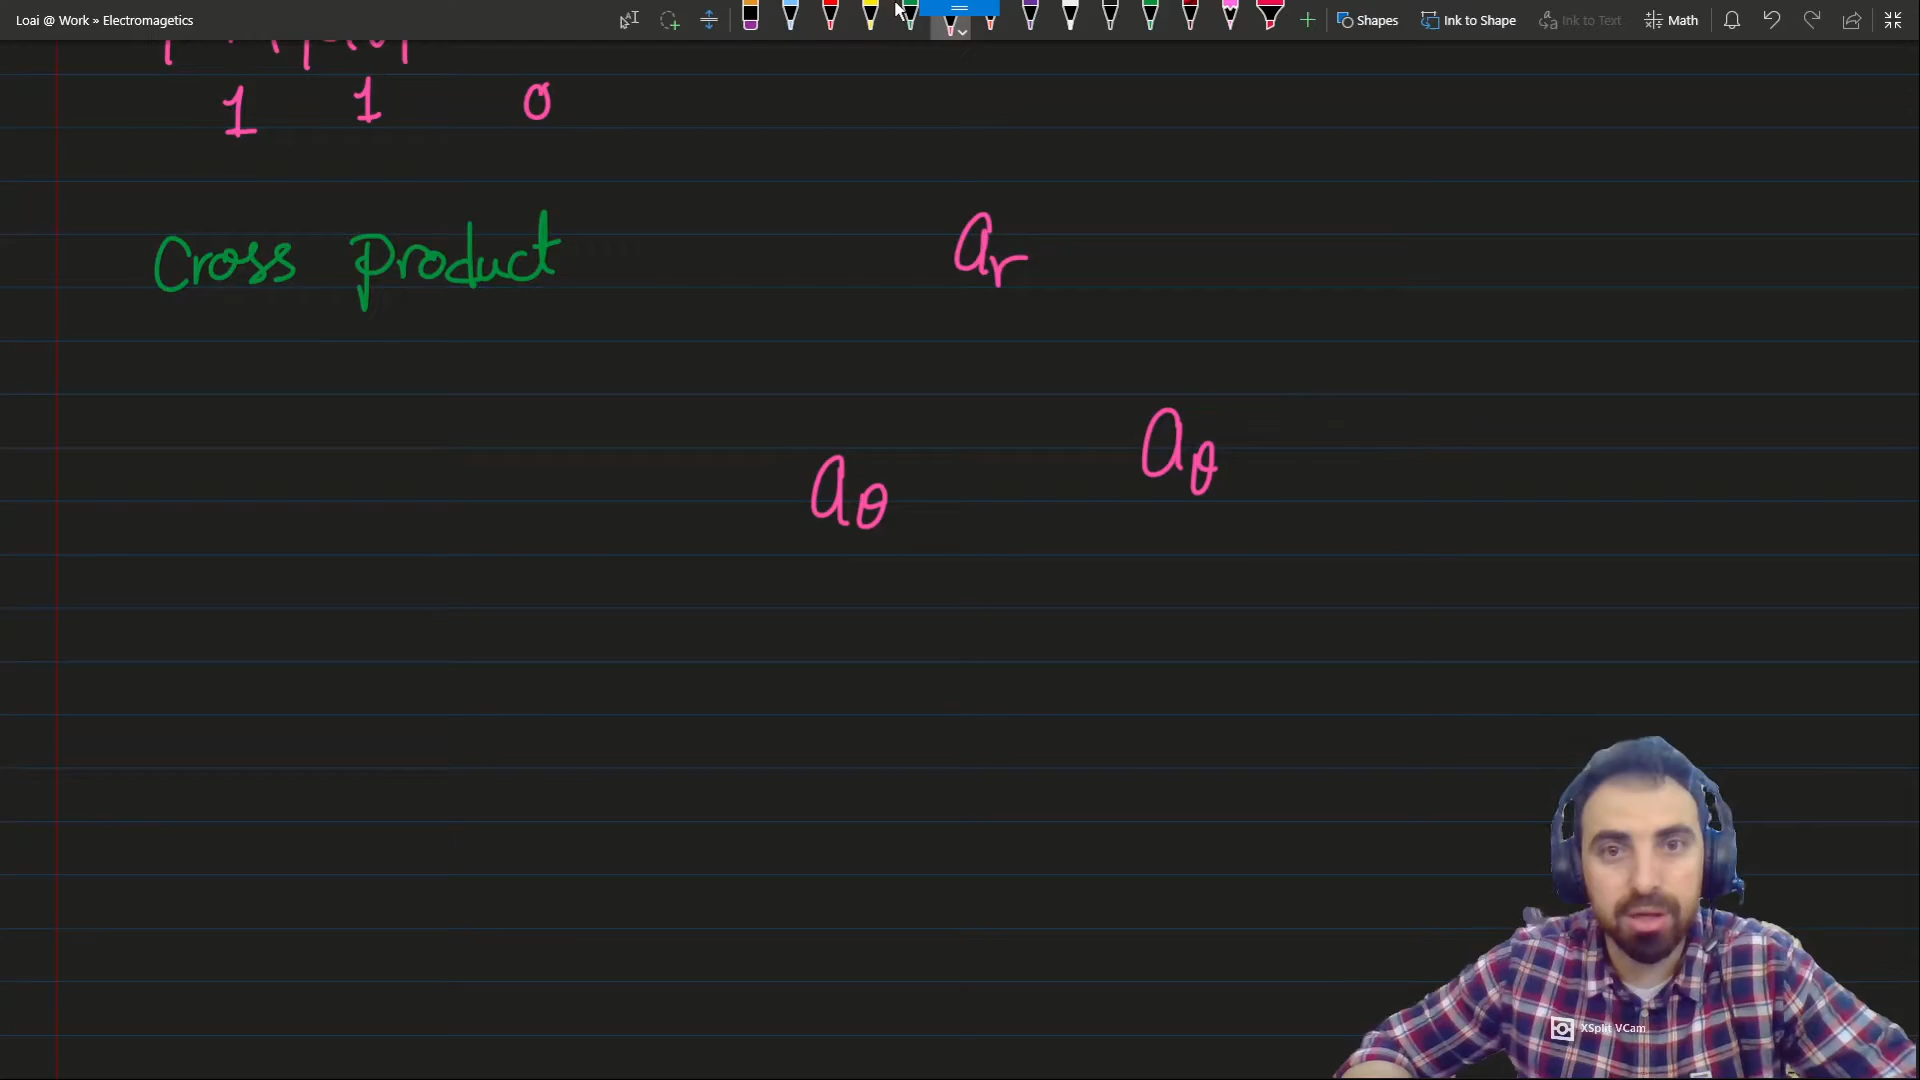 Loai @ Work » Electromagetics
Shapes Ink to Shape Ink to Text Math
1 1 0
Cross Product
ar
aθ
aθ
XSplit VCam